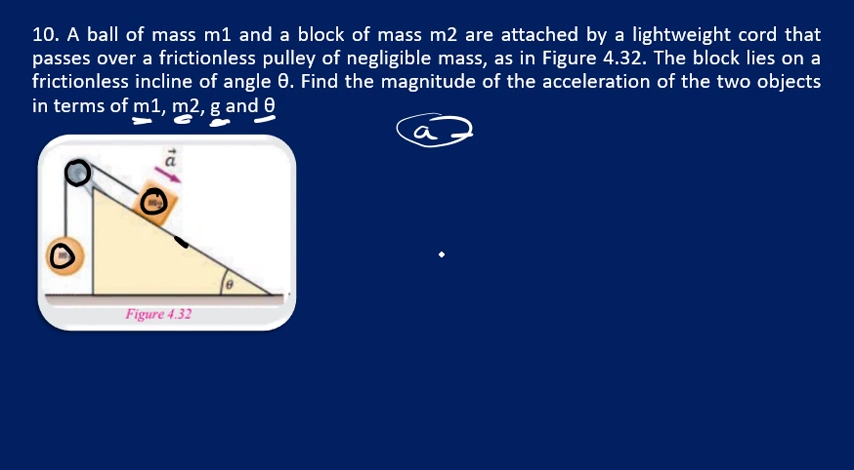 10. A ball of mass m1 and a block of mass m2 are attached by a lightweight cord that
passes over a frictionless pulley of negligible mass, as in Figure 4.32. The block lies on a
frictionless incline of angle θ. Find the magnitude of the acceleration of the two objects
in terms of m1, m2, g and θ
a
a⃗
θ
Figure 4.32